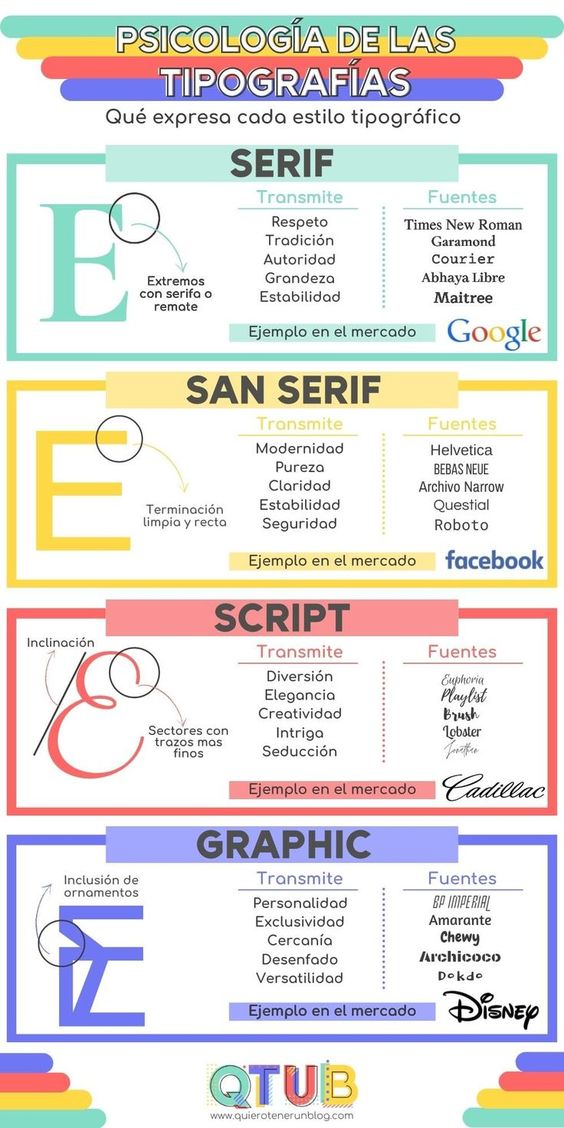 PSICOLOGÍA DE LAS
TIPOGRAFÍAS
Qué expresa cada estilo tipográfico
SERIF
E
Extremos
con serifa o
remate
Transmite
Respeto
Tradición
Autoridad
Grandeza
Estabilidad
Fuentes
Times New Roman
Garamond
Courier
Abhaya Libre
Maitree
Ejemplo en el mercado
Google
SAN SERIF
E
Terminación
limpia y recta
Transmite
Modernidad
Pureza
Claridad
Estabilidad
Seguridad
Fuentes
Helvetica
BEBAS NEUE
Archivo Narrow
Questial
Roboto
Ejemplo en el mercado
facebook
SCRIPT
Inclinación
E
Sectores con
trazos mas
finos
Transmite
Diversión
Elegancia
Creatividad
Intriga
Seducción
Fuentes
Euphoria
Playlist
Brush
Lobster
Jonathan
Ejemplo en el mercado
Cadillac
GRAPHIC
Inclusión de
ornamentos
E
Transmite
Personalidad
Exclusividad
Cercanía
Desenfado
Versatilidad
Fuentes
BP IMPERIAL
Amarante
Chewy
Archicoco
Dokdo
Ejemplo en el mercado
Disney
QTUB
www.quierotenerunblog.com